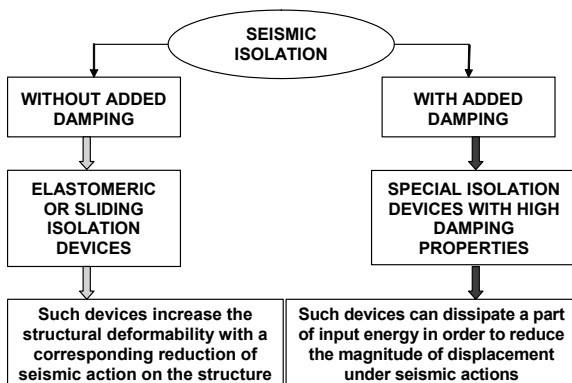 SEISMIC
ISOLATION
WITHOUT ADDED
DAMPING
WITH ADDED
DAMPING
ELASTOMERIC
OR SLIDING
ISOLATION
DEVICES
SPECIAL ISOLATION
DEVICES WITH HIGH
DAMPING
PROPERTIES
Such devices increase the
structural deformability with a
corresponding reduction of
seismic action on the structure
Such devices can dissipate a part
of input energy in order to reduce
the magnitude of displacement
under seismic actions